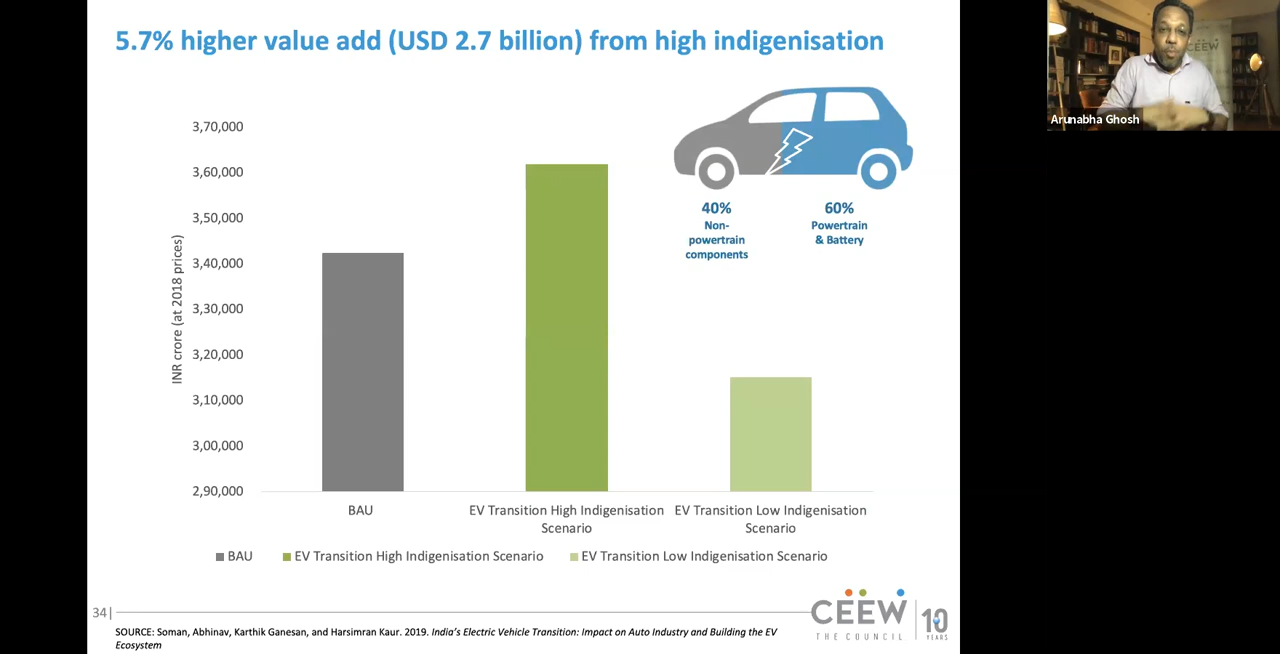 5.7% higher value add (USD 2.7 billion) from high indigenisation
Arunabha Ghosh
INR crore (at 2018 prices)
3,70,000
3,60,000
3,50,000
3,40,000
3,30,000
3,20,000
3,10,000
3,00,000
2,90,000
40%
Non-
powertrain
components
60%
Powertrain
& Battery
BAU
EV Transition High Indigenisation
Scenario
EV Transition Low Indigenisation
Scenario
BAU
EV Transition High Indigenisation Scenario
EV Transition Low Indigenisation Scenario
34|
SOURCE: Soman, Abhinav, Karthik Ganesan, and Harsimran Kaur. 2019. India's Electric Vehicle Transition: Impact on Auto Industry and Building the EV
Ecosystem
CEEW
THE COUNCIL
10
YEARS
CEEW